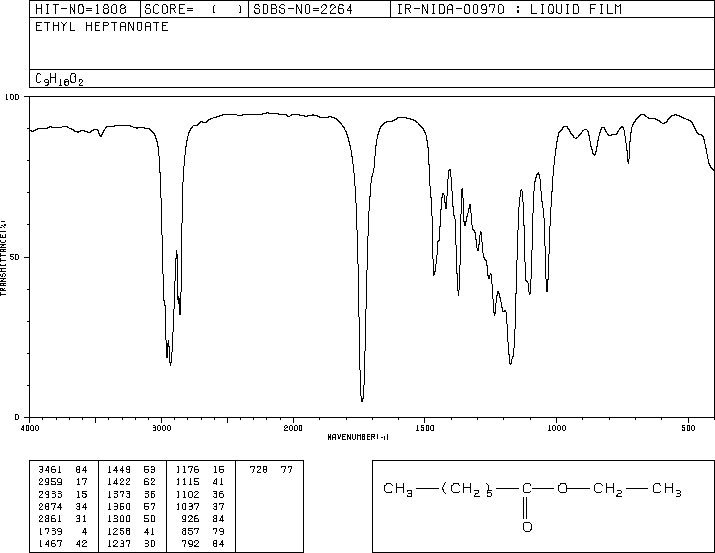 HIT-NO=1808 SCORE= ( ) SDBS-NO=2264 IR-NIDA-00970 : LIQUID FILM
ETHYL HEPTANOATE
C9H18O2
100
50
0
TRANSMITTANCE(%)
4000 3000 2000 1500 1000 500
WAVENUMBER(-1)
3461 84 1449 53 1176 15 728 77
2959 17 1422 62 1115 41
2933 15 1373 36 1102 36
2874 34 1350 57 1037 37
2861 31 1300 50 926 84
1739 4 1258 41 857 79
1467 42 1237 30 792 84
CH3—(CH2)5—C—O—CH2—CH3
O